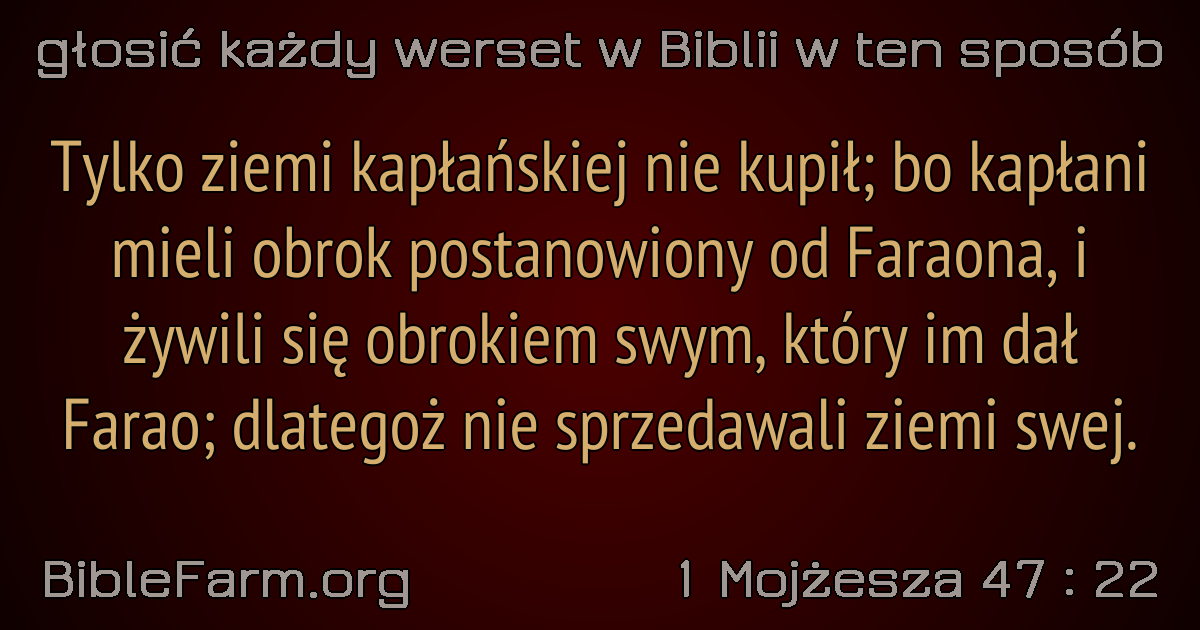 głosić każdy werset w Biblii w ten sposób
Tylko ziemi kapłańskiej nie kupił; bo kapłani
mieli obrok postanowiony od Faraona, i
żywili się obrokiem swym, który im dał
Farao; dlategoż nie sprzedawali ziemi swej.
BibleFarm.org
1 Mojżesza 47 : 22